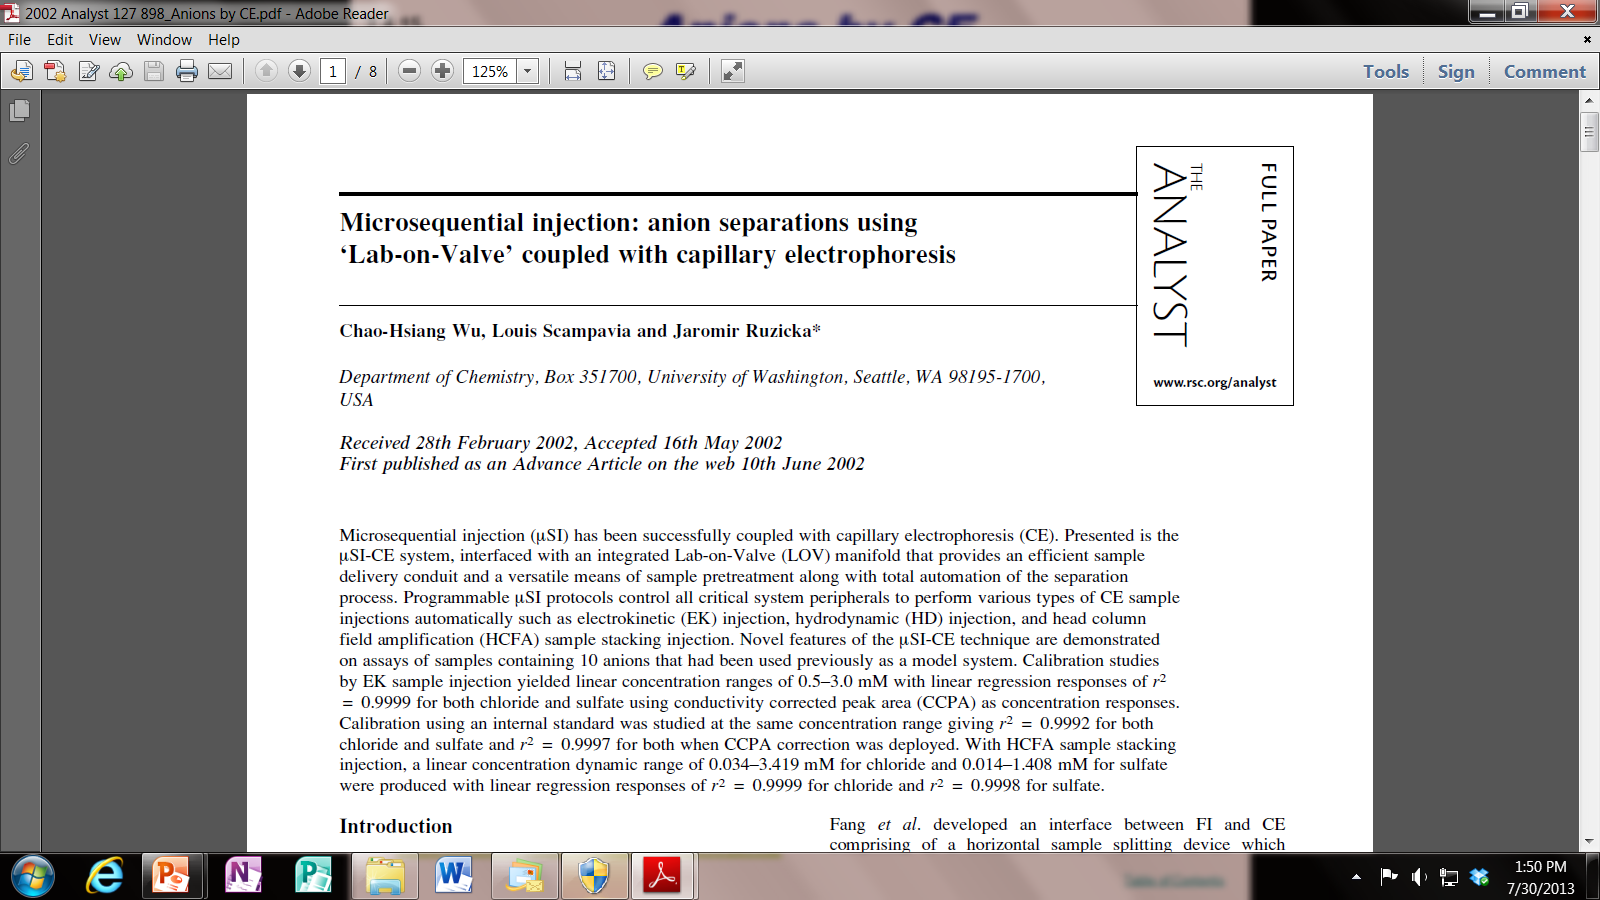 2002 Analyst 127 898_Anions by CE.pdf - Adobe Reader
Anions by CE
File Edit View Window Help
1 / 8 125% Tools Sign Comment
THE ANALYST
FULL PAPER
www.rsc.org/analyst
Microsequential injection: anion separations using
‘Lab-on-Valve’ coupled with capillary electrophoresis
Chao-Hsiang Wu, Louis Scampavia and Jaromir Ruzicka*
Department of Chemistry, Box 351700, University of Washington, Seattle, WA 98195-1700,
USA
Received 28th February 2002, Accepted 16th May 2002
First published as an Advance Article on the web 10th June 2002
Microsequential injection (μSI) has been successfully coupled with capillary electrophoresis (CE). Presented is the
μSI-CE system, interfaced with an integrated Lab-on-Valve (LOV) manifold that provides an efficient sample
delivery conduit and a versatile means of sample pretreatment along with total automation of the separation
process. Programmable μSI protocols control all critical system peripherals to perform various types of CE sample
injections automatically such as electrokinetic (EK) injection, hydrodynamic (HD) injection, and head column
field amplification (HCFA) sample stacking injection. Novel features of the μSI-CE technique are demonstrated
on assays of samples containing 10 anions that had been used previously as a model system. Calibration studies
by EK sample injection yielded linear concentration ranges of 0.5–3.0 mM with linear regression responses of r²
= 0.9999 for both chloride and sulfate using conductivity corrected peak area (CCPA) as concentration responses.
Calibration using an internal standard was studied at the same concentration range giving r² = 0.9992 for both
chloride and sulfate and r² = 0.9997 for both when CCPA correction was deployed. With HCFA sample stacking
injection, a linear concentration dynamic range of 0.034–3.419 mM for chloride and 0.014–1.408 mM for sulfate
were produced with linear regression responses of r² = 0.9999 for chloride and r² = 0.9998 for sulfate.
Introduction
Fang et al. developed an interface between FI and CE
comprising of a horizontal sample splitting device which
Table of Contents
1:50 PM
7/30/2013